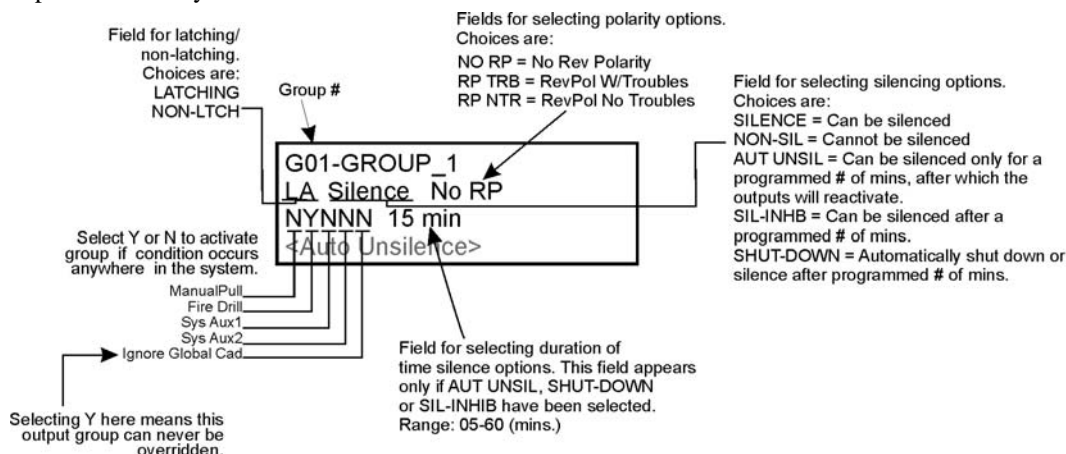 Field for latching/
non-latching.
Choices are:
LATCHING
NON-LTCH
Group #
Fields for selecting polarity options.
Choices are:
NO RP = No Rev Polarity
RP TRB = RevPol W/Troubles
RP NTR = RevPol No Troubles
Field for selecting silencing options.
Choices are:
SILENCE = Can be silenced
NON-SIL = Cannot be silenced
AUT UNSIL = Can be silenced only for a
programmed # of mins, after which the
outputs will reactivate.
SIL-INHB = Can be silenced after a
programmed # of mins.
SHUT-DOWN = Automatically shut down or
silence after programmed # of mins.
G01-GROUP_1
LA Silence No RP
NYNNN 15 min
<Auto Unsilence>
Select Y or N to activate
group if condition occurs
anywhere in the system.
ManualPull
Fire Drill
Sys Aux1
Sys Aux2
Ignore Global Cad
Selecting Y here means this
output group can never be
overridden.
Field for selecting duration of
time silence options. This field appears
only if AUT UNSIL, SHUT-DOWN
or SIL-INHIB have been selected.
Range: 05-60 (mins.)